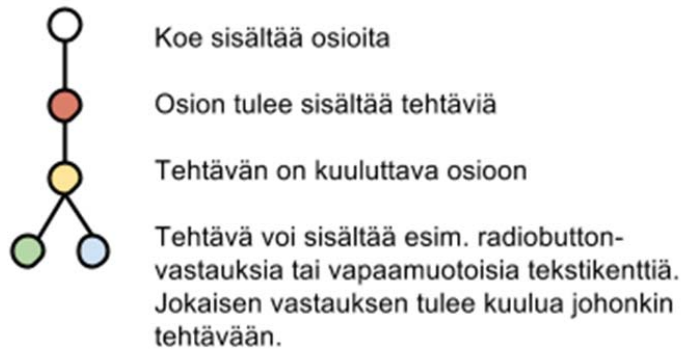 Koe sisältää osioita
Osion tulee sisältää tehtäviä
Tehtävän on kuuluttava osioon
Tehtävä voi sisältää esim. radiobutton-
vastauksia tai vapaamuotoisia tekstikenttiä.
Jokaisen vastauksen tulee kuulua johonkin
tehtävään.